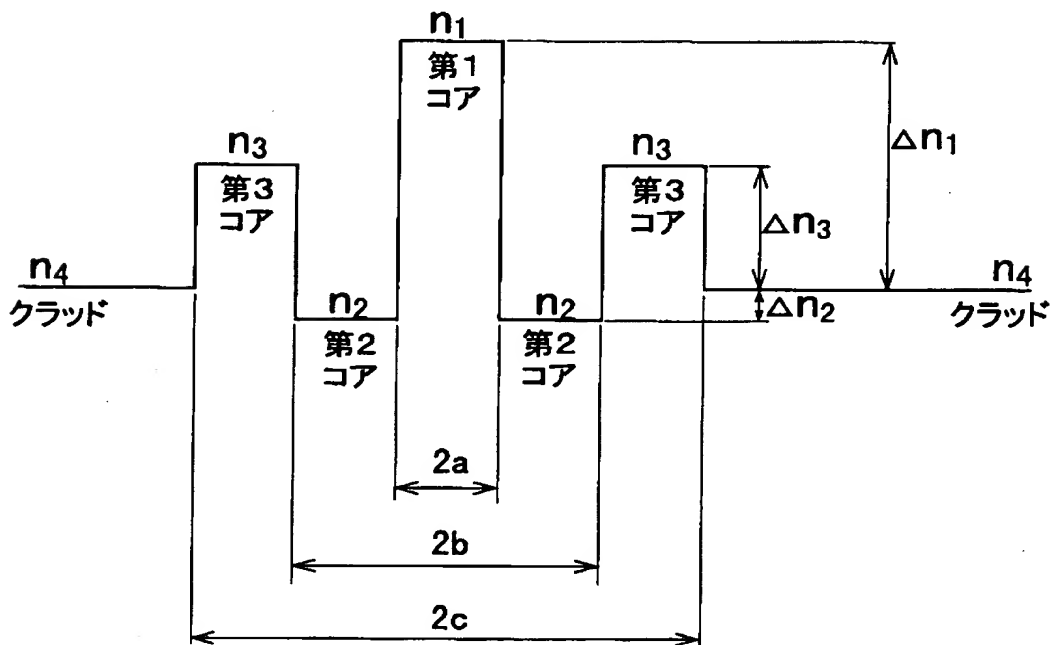 n₁
第1
コア
△n₁
n₃
第3
コア
n₃
第3
コア
△n₃
n₄
クラッド
n₂
第2
コア
n₂
第2
コア
△n₂
n₄
クラッド
2a
2b
2c